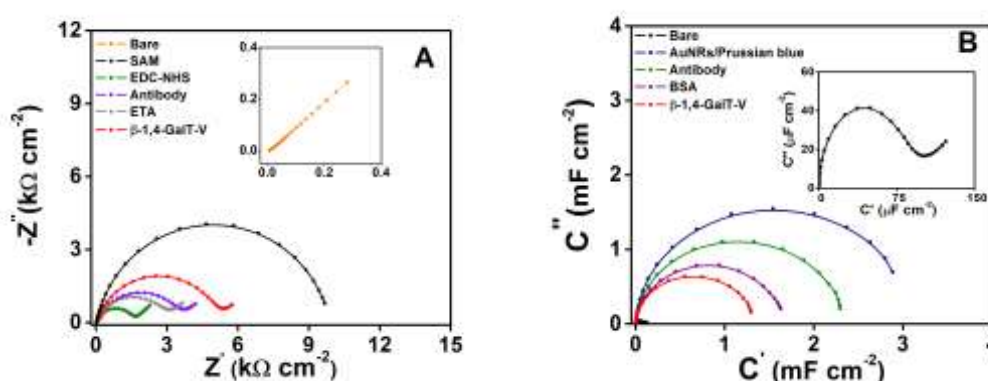 A
12
9
6
3
0
-Z" (kΩ cm⁻²)
0 3 6 9 12 15
Z' (kΩ cm⁻²)
Bare
SAM
EDC-NHS
Antibody
ETA
β-1,4-GalT-V
0.4
0.2
0.0
0.0 0.2 0.4
B
4
3
2
1
0
C" (mF cm⁻²)
0 1 2 3 4
C' (mF cm⁻²)
Bare
AuNRs/Prussian blue
Antibody
BSA
β-1,4-GalT-V
60
40
20
0
C" (μF cm⁻²)
0 75 150
C' (μF cm⁻²)